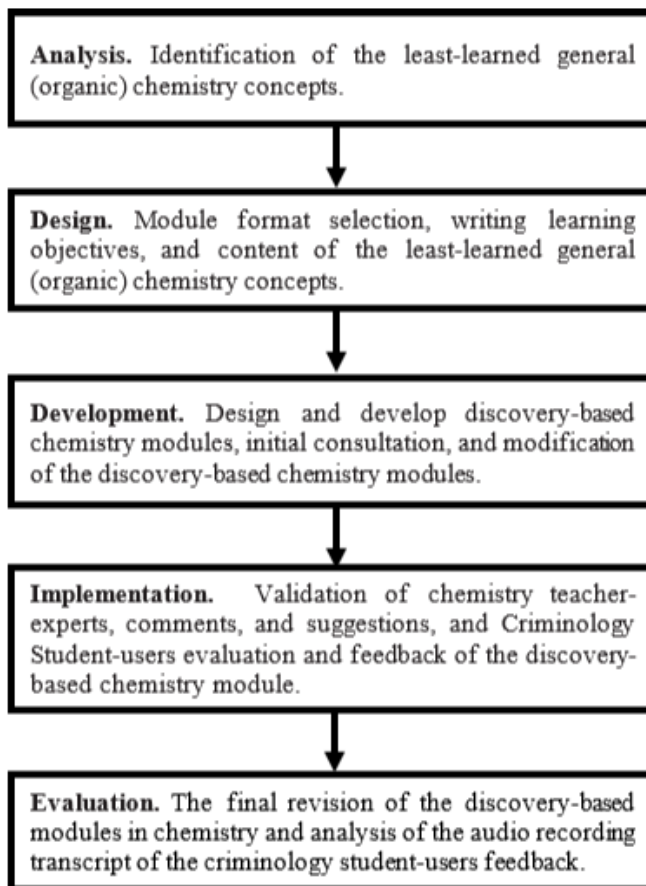 Analysis. Identification of the least-learned general
(organic) chemistry concepts.
Design. Module format selection, writing learning
objectives, and content of the least-learned general
(organic) chemistry concepts.
Development. Design and develop discovery-based
chemistry modules, initial consultation, and modification
of the discovery-based chemistry modules.
Implementation. Validation of chemistry teacher-
experts, comments, and suggestions, and Criminology
Student-users evaluation and feedback of the discovery-
based chemistry module.
Evaluation. The final revision of the discovery-based
modules in chemistry and analysis of the audio recording
transcript of the criminology student-users feedback.